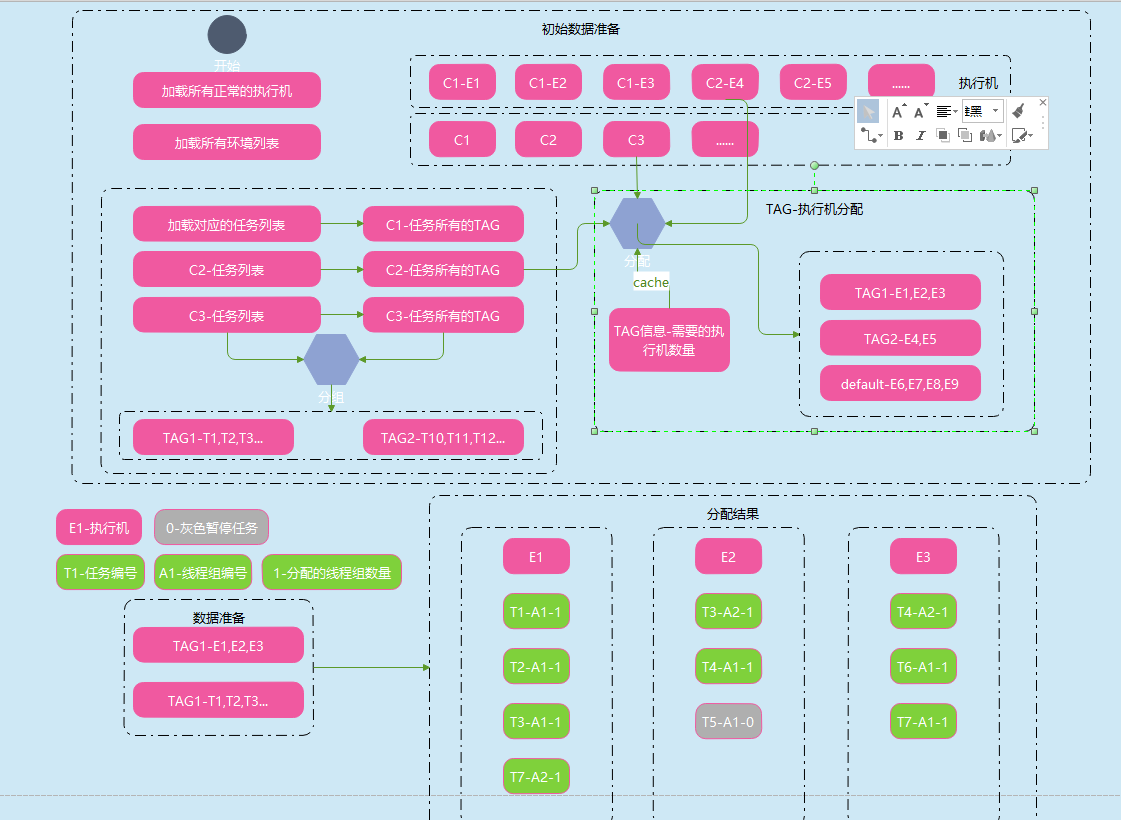 初始数据准备
开始
加载所有正常的执行机
加载所有环境列表
C1-E1
C1-E2
C1-E3
C2-E4
C2-E5
......
执行机
C1
C2
C3
......
A
A
B
I
加载对应的任务列表
C1-任务所有的TAG
C2-任务列表
C2-任务所有的TAG
C3-任务列表
C3-任务所有的TAG
分组
TAG1-T1,T2,T3...
TAG2-T10,T11,T12...
TAG-执行机分配
分配
cache
TAG信息-需要的执
行机数量
TAG1-E1,E2,E3
TAG2-E4,E5
default-E6,E7,E8,E9
E1-执行机
0-灰色暂停任务
T1-任务编号
A1-线程组编号
1-分配的线程组数量
数据准备
TAG1-E1,E2,E3
TAG1-T1,T2,T3...
分配结果
E1
T1-A1-1
T2-A1-1
T3-A1-1
T7-A2-1
E2
T3-A2-1
T4-A1-1
T5-A1-0
E3
T4-A2-1
T6-A1-1
T7-A1-1